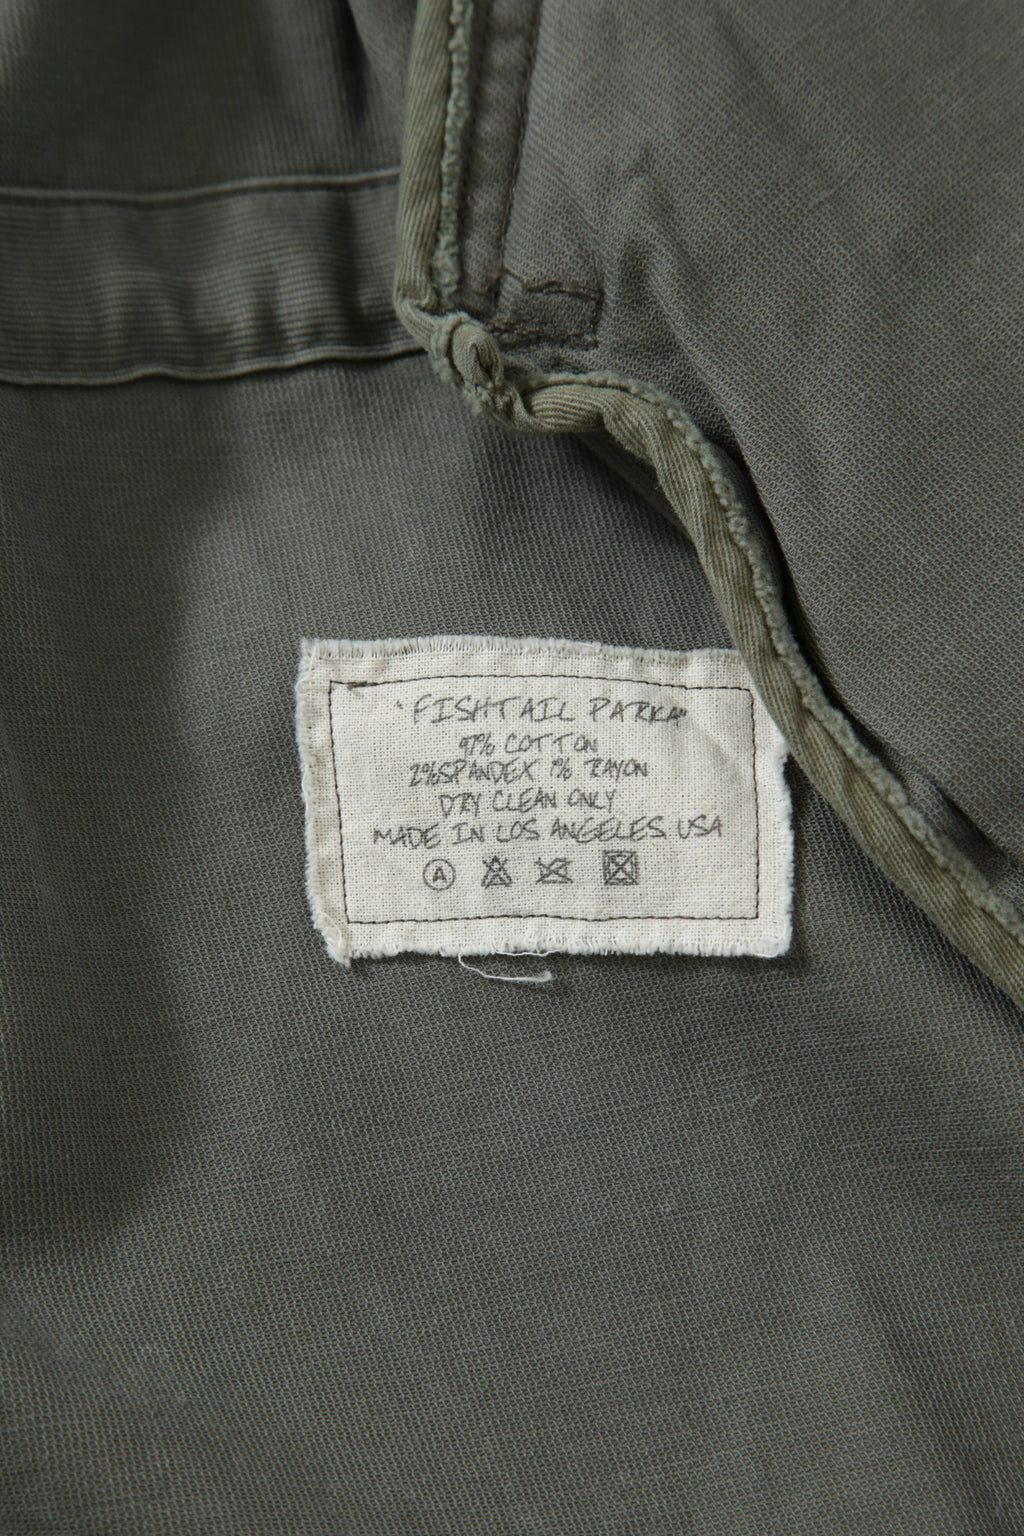 "FISHTAIL PARKA"
97% COTTON
2% SPANDEX 1% RAYON
DRY CLEAN ONLY
MADE IN LOS ANGELES USA
A